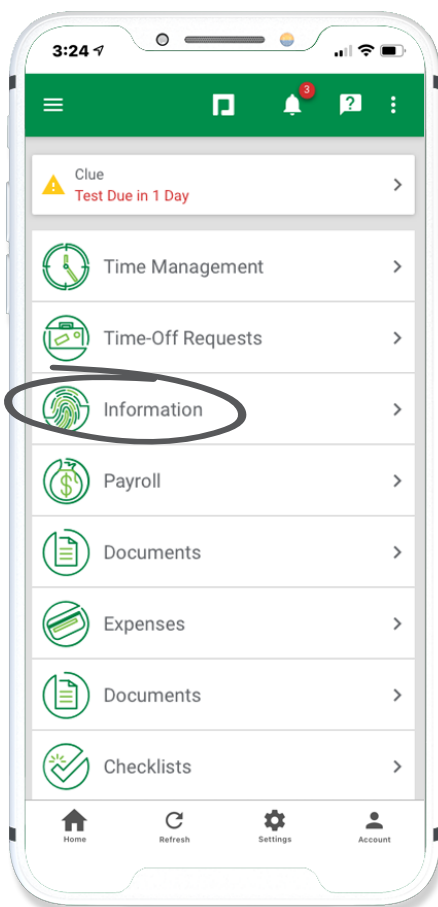 3:24
3
?
Clue
Test Due in 1 Day
Time Management
Time-Off Requests
Information
$
Payroll
Documents
Expenses
Documents
Checklists
Home
Refresh
Settings
Account